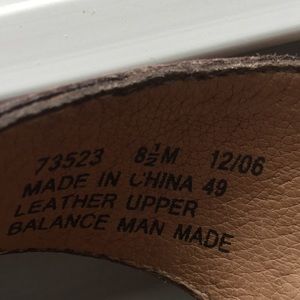 73523 8½M 12/06
MADE IN CHINA 49
LEATHER UPPER
BALANCE MAN MADE